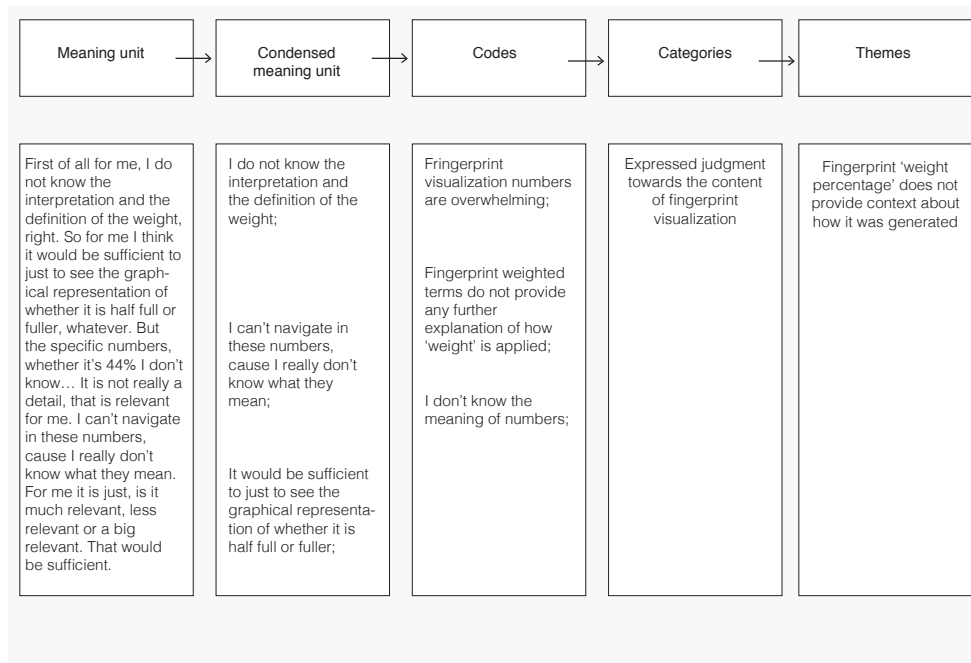 Meaning unit
Condensed
meaning unit
Codes
Categories
Themes
First of all for me, I do
not know the
interpretation and the
definition of the weight,
right. So for me I think
it would be sufficient to
just to see the graph-
ical representation of
whether it is half full or
fuller, whatever. But
the specific numbers,
whether it's 44% I don't
know… It is not really a
detail, that is relevant
for me. I can't navigate
in these numbers,
cause I really don't
know what they mean.
For me it is just, is it
much relevant, less
relevant or a big
relevant. That would
be sufficient.
I do not know the
interpretation and
the definition of the
weight;
I can't navigate in
these numbers,
cause I really don't
know what they
mean;
It would be sufficient
to just to see the
graphical representa-
tion of whether it is
half full or fuller;
Fringerprint
visualization numbers
are overwhelming;
Fingerprint weighted
terms do not provide
any further
explanation of how
‘weight’ is applied;
I don't know the
meaning of numbers;
Expressed judgment
towards the content
of fingerprint
visualization
Fingerprint ‘weight
percentage’ does not
provide context about
how it was generated